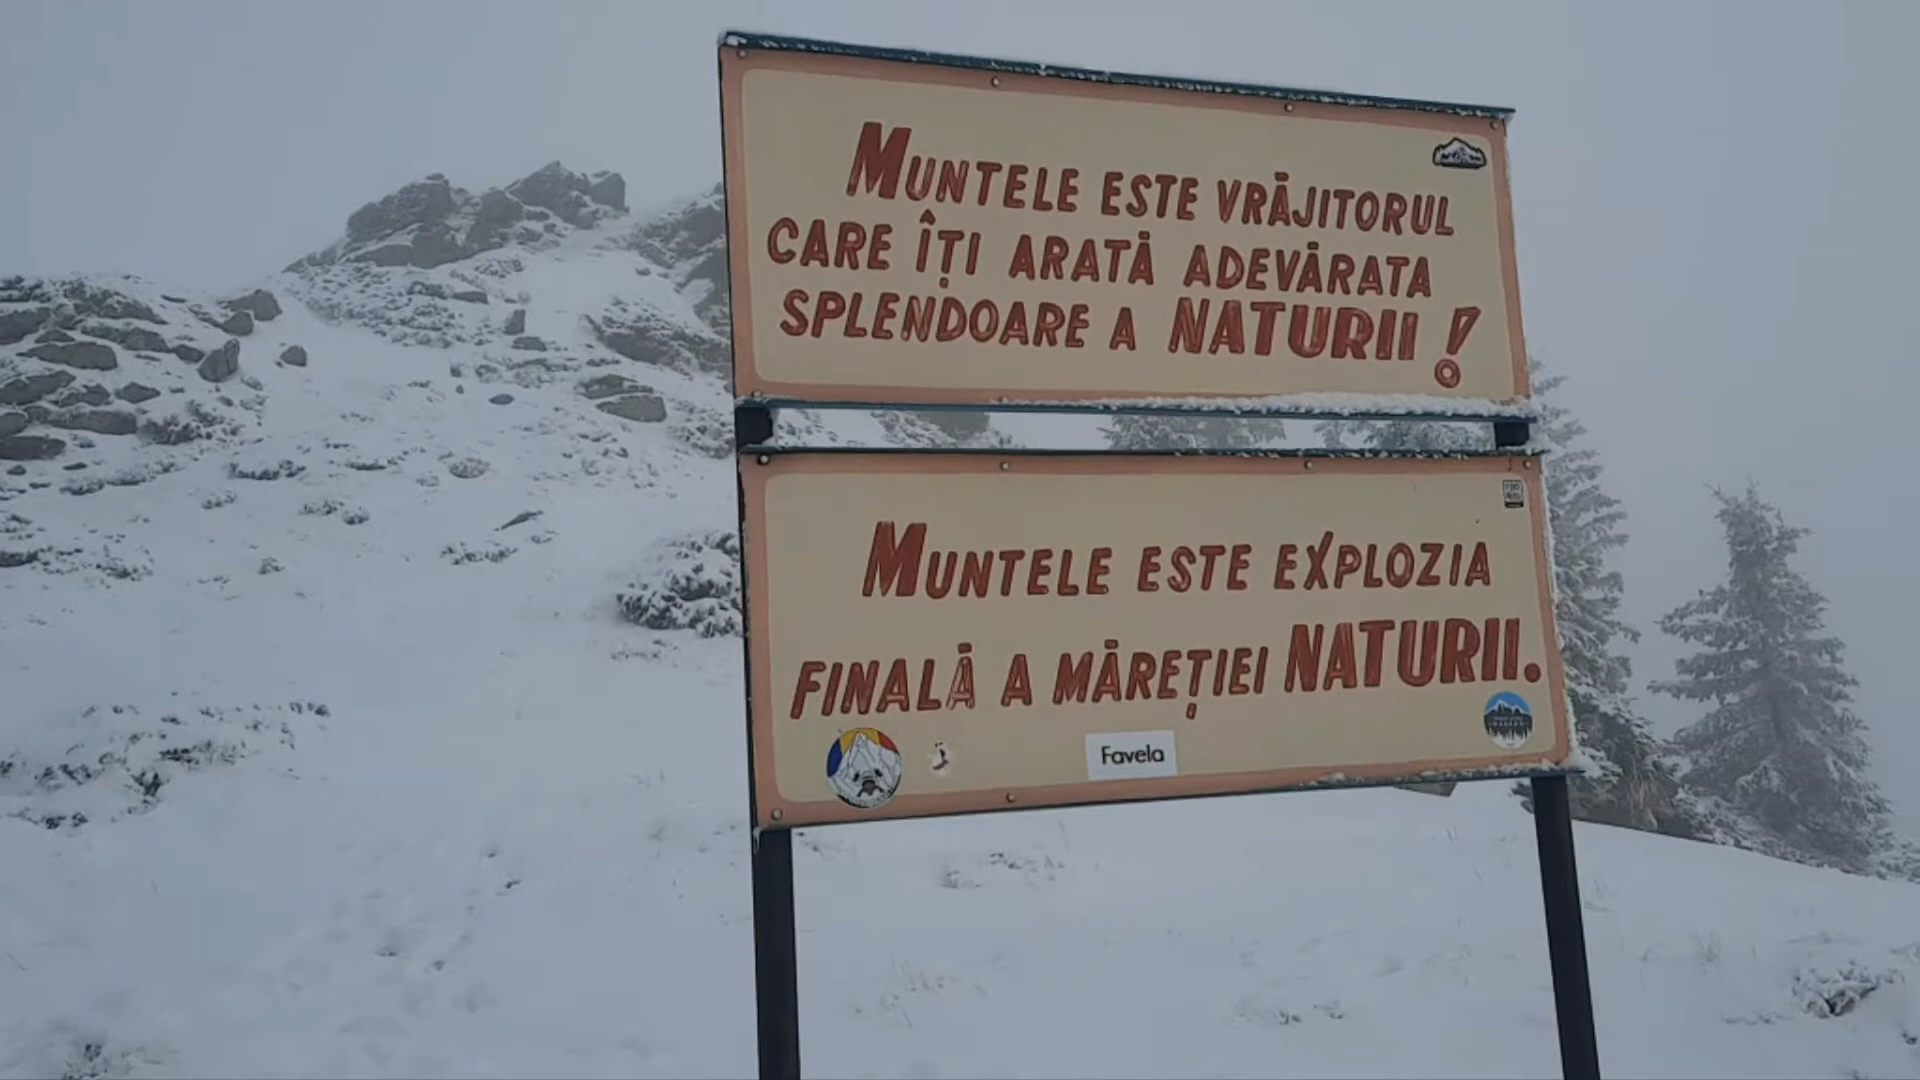 MUNTELE ESTE VRĂJITORUL
CARE ÎȚI ARATĂ ADEVĂRATA
SPLENDOARE A NATURII !
MUNTELE ESTE EXPLOZIA
FINALĂ A MĂREȚIEI NATURII.
Favela